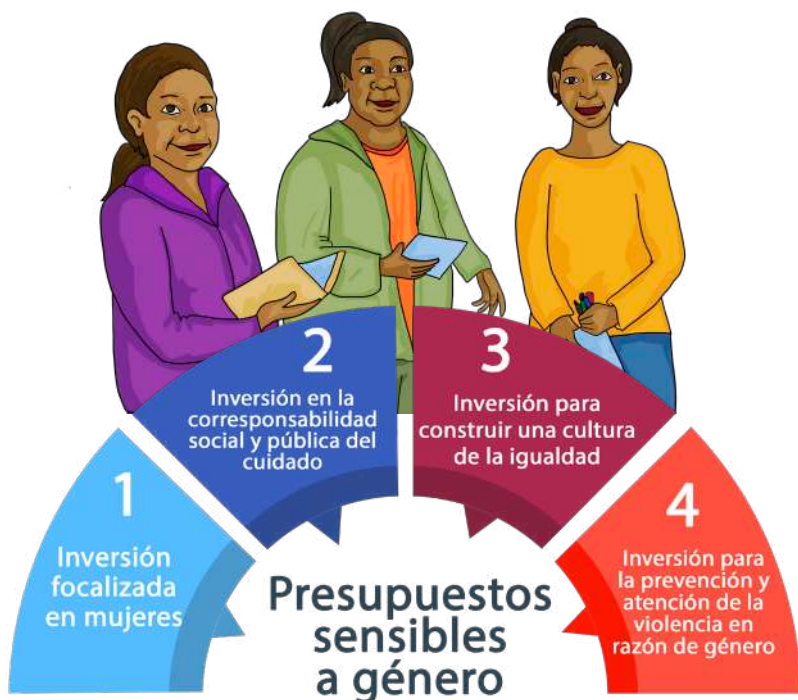 1
Inversión
focalizada
en mujeres
2
Inversión en la
corresponsabilidad
social y pública del
cuidado
3
Inversión para
construir una cultura
de la igualdad
4
Inversión para
la prevención y
atención de la
violencia en
razón de género
Presupuestos
sensibles
a género